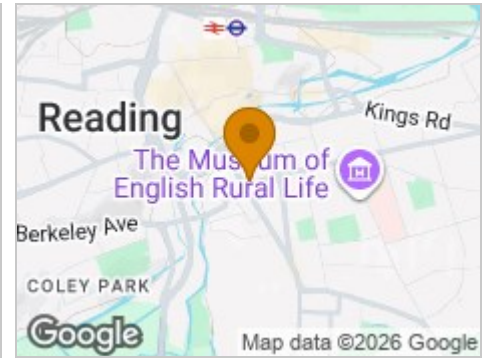 Reading
Kings Rd
The Museum of
English Rural Life
Berkeley Ave
COLEY PARK
Google
Map data ©2026 Google